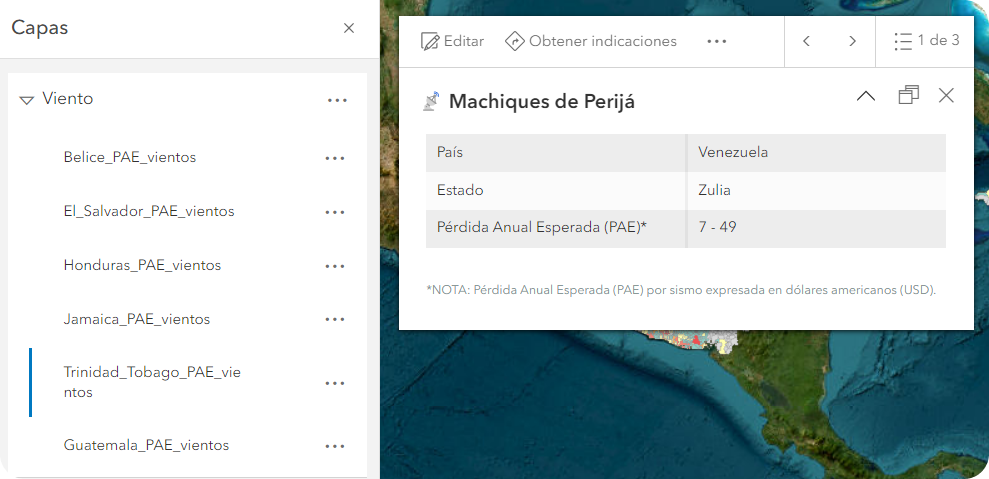 Capas
Viento
Belice_PAE_vientos
El_Salvador_PAE_vientos
Honduras_PAE_vientos
Jamaica_PAE_vientos
Trinidad_Tobago_PAE_vie
ntos
Guatemala_PAE_vientos
Editar
Obtener indicaciones
1 de 3
Machiques de Perijá
País Venezuela
Estado Zulia
Pérdida Anual Esperada (PAE)* 7 - 49
*NOTA: Pérdida Anual Esperada (PAE) por sismo expresada en dólares americanos (USD).